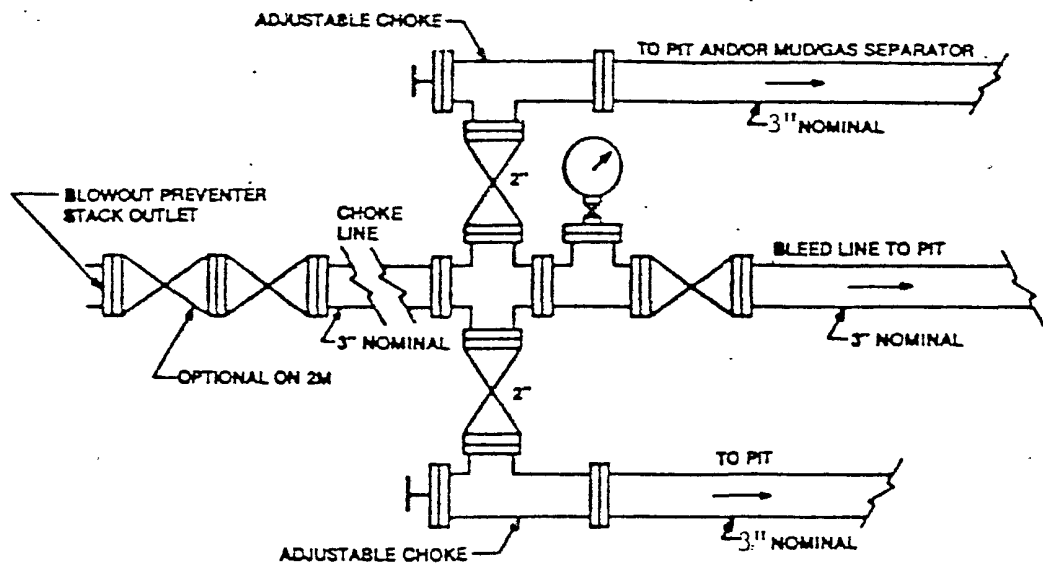 ADJUSTABLE CHOKE
TO PIT AND/OR MUD/GAS SEPARATOR
3" NOMINAL
2"
BLOWOUT PREVENTER
STACK OUTLET
CHOKE
LINE
BLEED LINE TO PIT
3" NOMINAL
3" NOMINAL
OPTIONAL ON 2M
2"
TO PIT
3" NOMINAL
ADJUSTABLE CHOKE